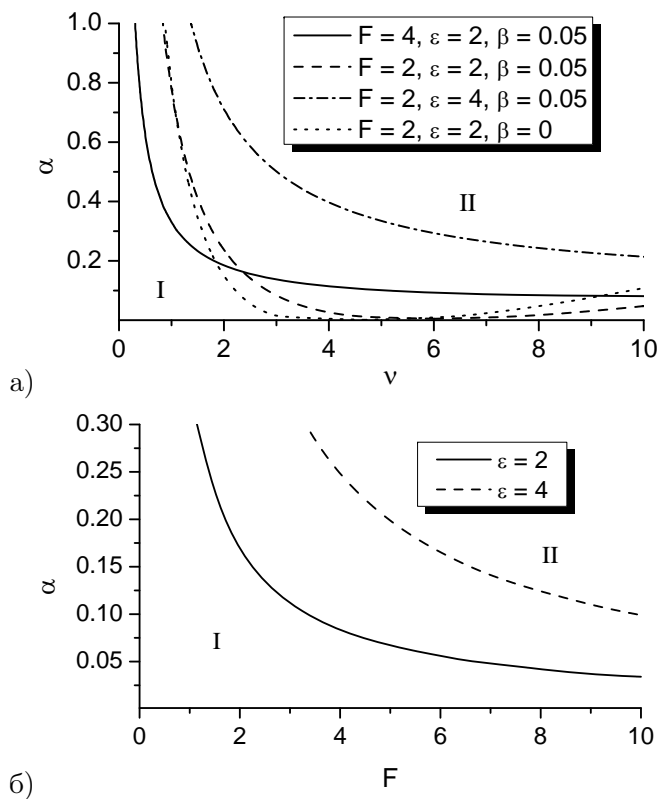 1.0
0.8
0.6
0.4
0.2
α
F = 4, ε = 2, β = 0.05
F = 2, ε = 2, β = 0.05
F = 2, ε = 4, β = 0.05
F = 2, ε = 2, β = 0
II
I
0 2 4 6 8 10
ν
а)
0.30
0.25
0.20
0.15
0.10
0.05
α
ε = 2
ε = 4
II
I
0 2 4 6 8 10
F
б)